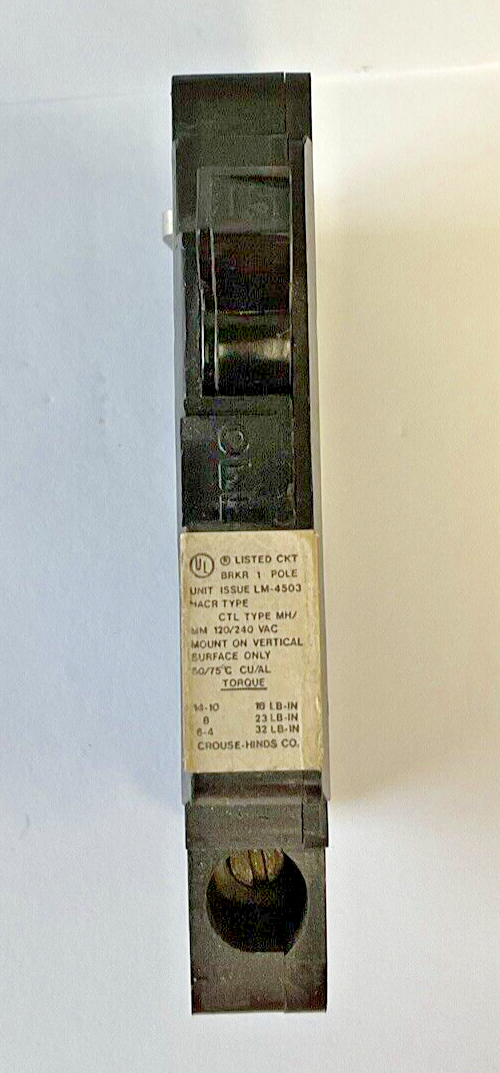 UL ® LISTED CKT
BRKR 1 POLE
UNIT ISSUE LM-4503
HACR TYPE
CTL TYPE MH/
MM 120/240 VAC
MOUNT ON VERTICAL
SURFACE ONLY
60/75°C CU/AL
TORQUE
14-10 18 LB-IN
8 23 LB-IN
6-4 32 LB-IN
CROUSE-HINDS CO.